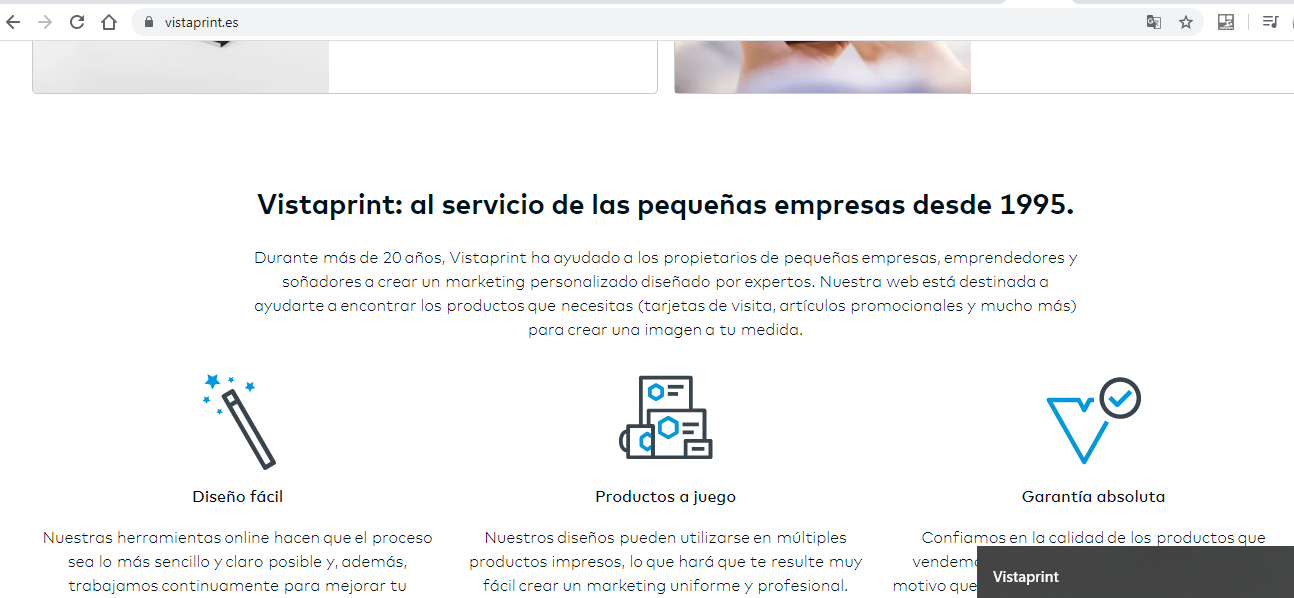 vistaprint.es
Vistaprint: al servicio de las pequeñas empresas desde 1995.
Durante más de 20 años, Vistaprint ha ayudado a los propietarios de pequeñas empresas, emprendedores y
soñadores a crear un marketing personalizado diseñado por expertos. Nuestra web está destinada a
ayudarte a encontrar los productos que necesitas (tarjetas de visita, artículos promocionales y mucho más)
para crear una imagen a tu medida.
Diseño fácil
Nuestras herramientas online hacen que el proceso
sea lo más sencillo y claro posible y, además,
trabajamos continuamente para mejorar tu
Productos a juego
Nuestros diseños pueden utilizarse en múltiples
productos impresos, lo que hará que te resulte muy
fácil crear un marketing uniforme y profesional.
Garantía absoluta
Confiamos en la calidad de los productos que
motivo que
Vistaprint